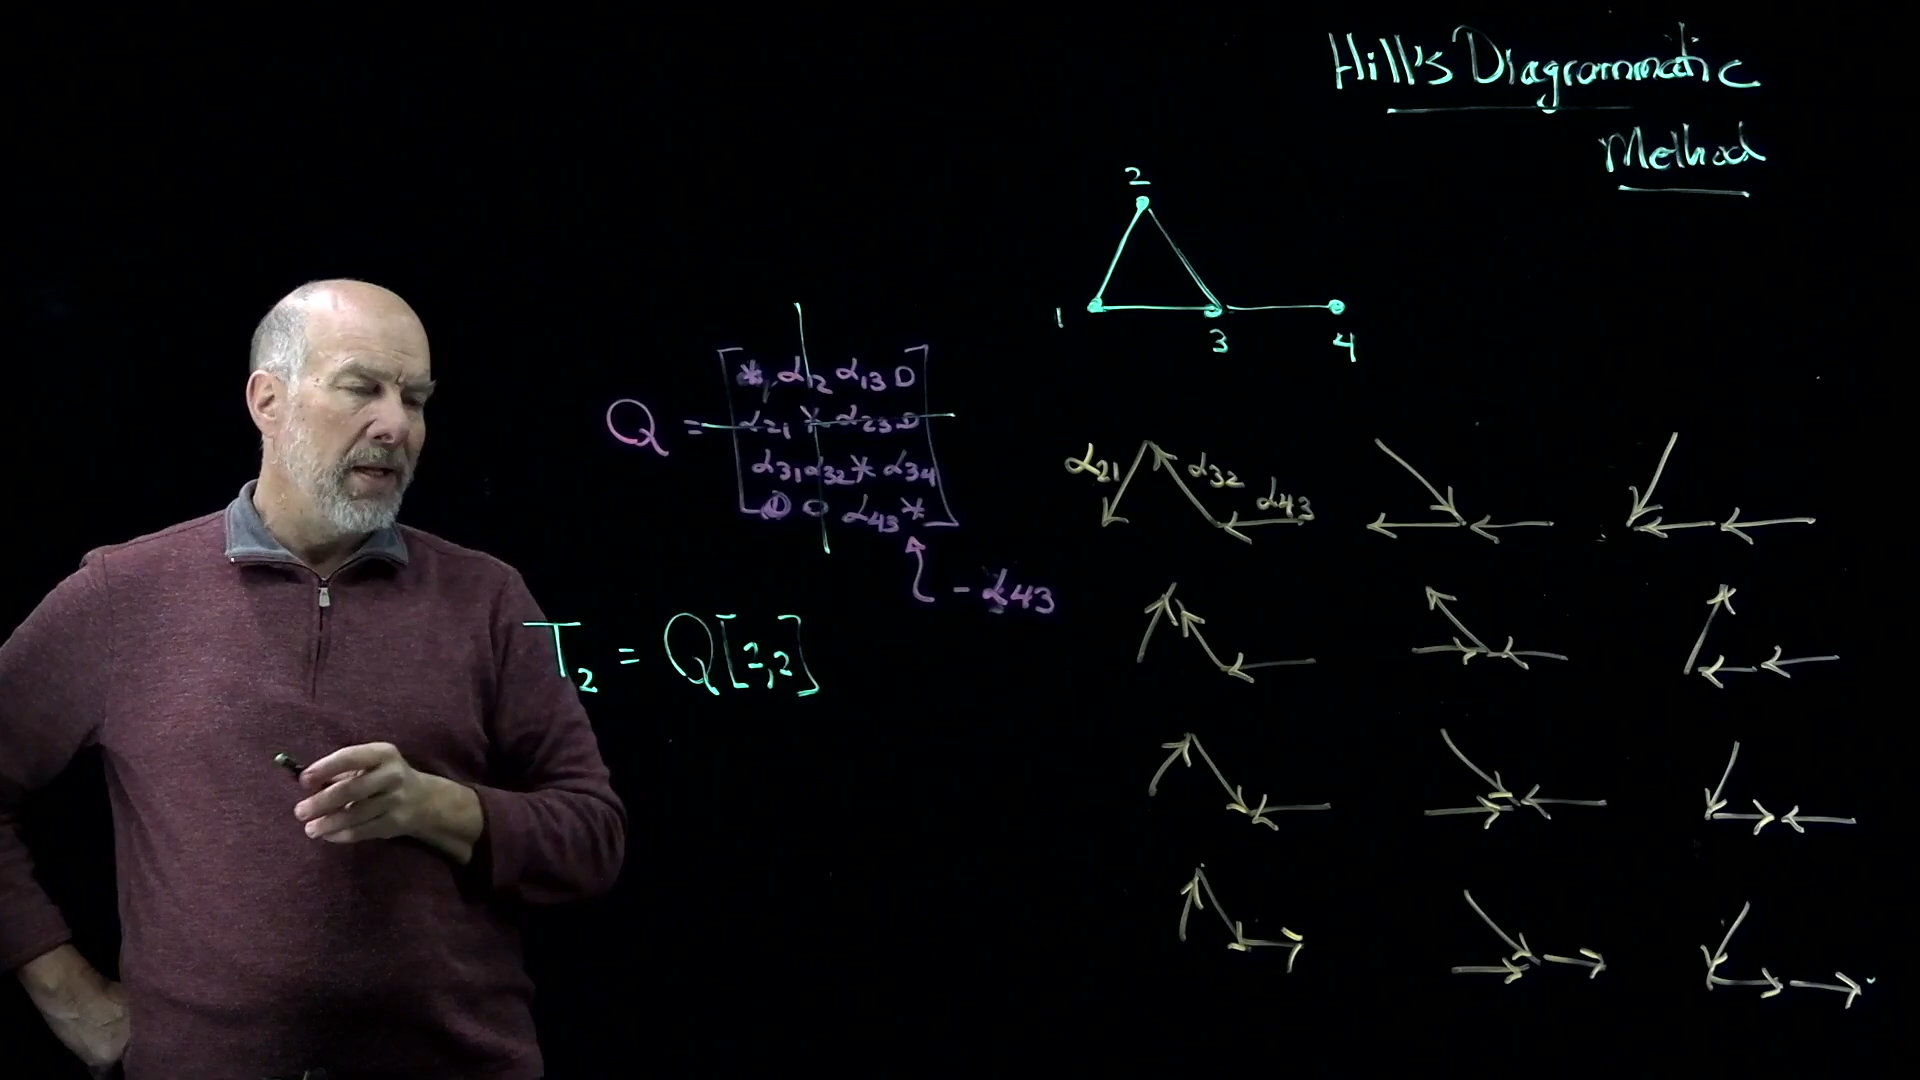 Hill's Diagrammatic
Method
2
1
3
4
Q = [ * α12 α13 0
α21 * α23 0
α31 α32 * α34
0 0 α43 * ]
- α43
T2 = Q[2,2]
α21 α32 α43